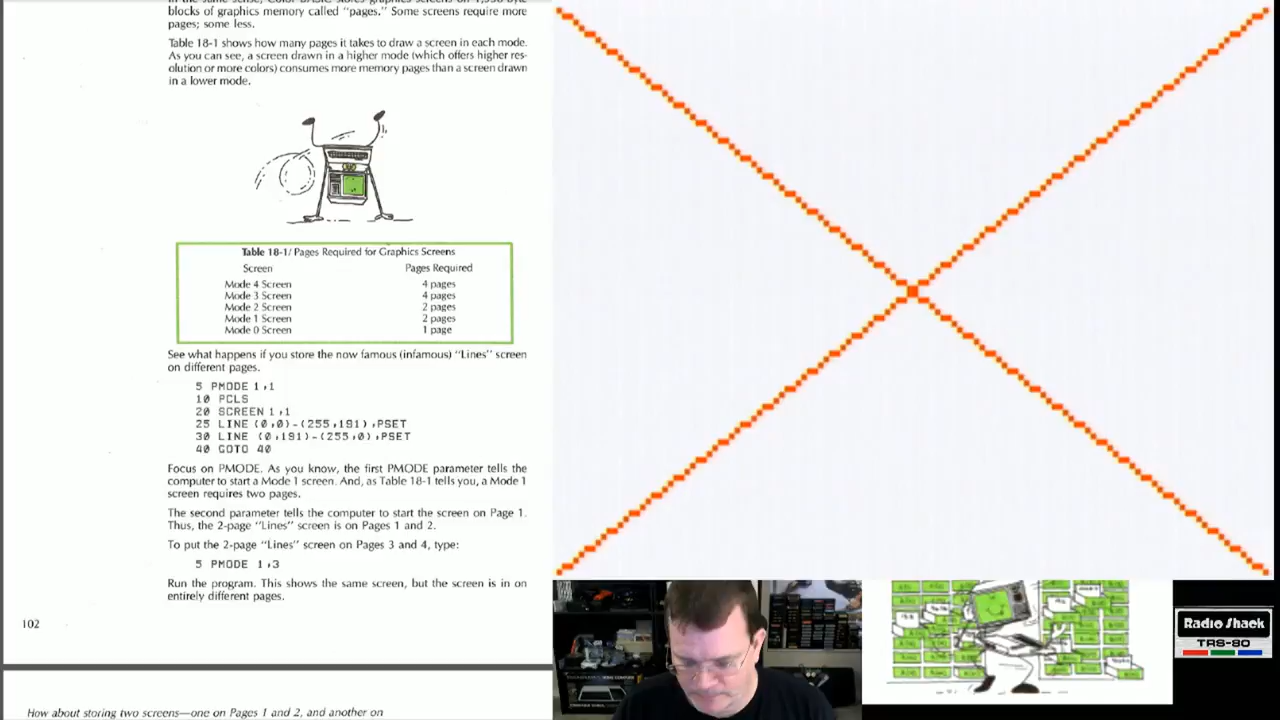 blocks of graphics memory called "pages." Some screens require more
pages; some less.
Table 18-1 shows how many pages it takes to draw a screen in each mode.
As you can see, a screen drawn in a higher mode (which offers higher res-
olution or more colors) consumes more memory pages than a screen drawn
in a lower mode.
Table 18-1/ Pages Required for Graphics Screens
Screen Pages Required
Mode 4 Screen 4 pages
Mode 3 Screen 4 pages
Mode 2 Screen 2 pages
Mode 1 Screen 2 pages
Mode 0 Screen 1 page
See what happens if you store the now famous (infamous) "Lines" screen
on different pages.
5 PMODE 1,1
10 PCLS
20 SCREEN 1,1
25 LINE (0,0)-(255,191),PSET
30 LINE (0,191)-(255,0),PSET
40 GOTO 40
Focus on PMODE. As you know, the first PMODE parameter tells the
computer to start a Mode 1 screen. And, as Table 18-1 tells you, a Mode 1
screen requires two pages.
The second parameter tells the computer to start the screen on Page 1.
Thus, the 2-page "Lines" screen is on Pages 1 and 2.
To put the 2-page "Lines" screen on Pages 3 and 4, type:
5 PMODE 1,3
Run the program. This shows the same screen, but the screen is in on
entirely different pages.
102
How about storing two screens—one on Pages 1 and 2, and another on
Radio Shack
TRS-80